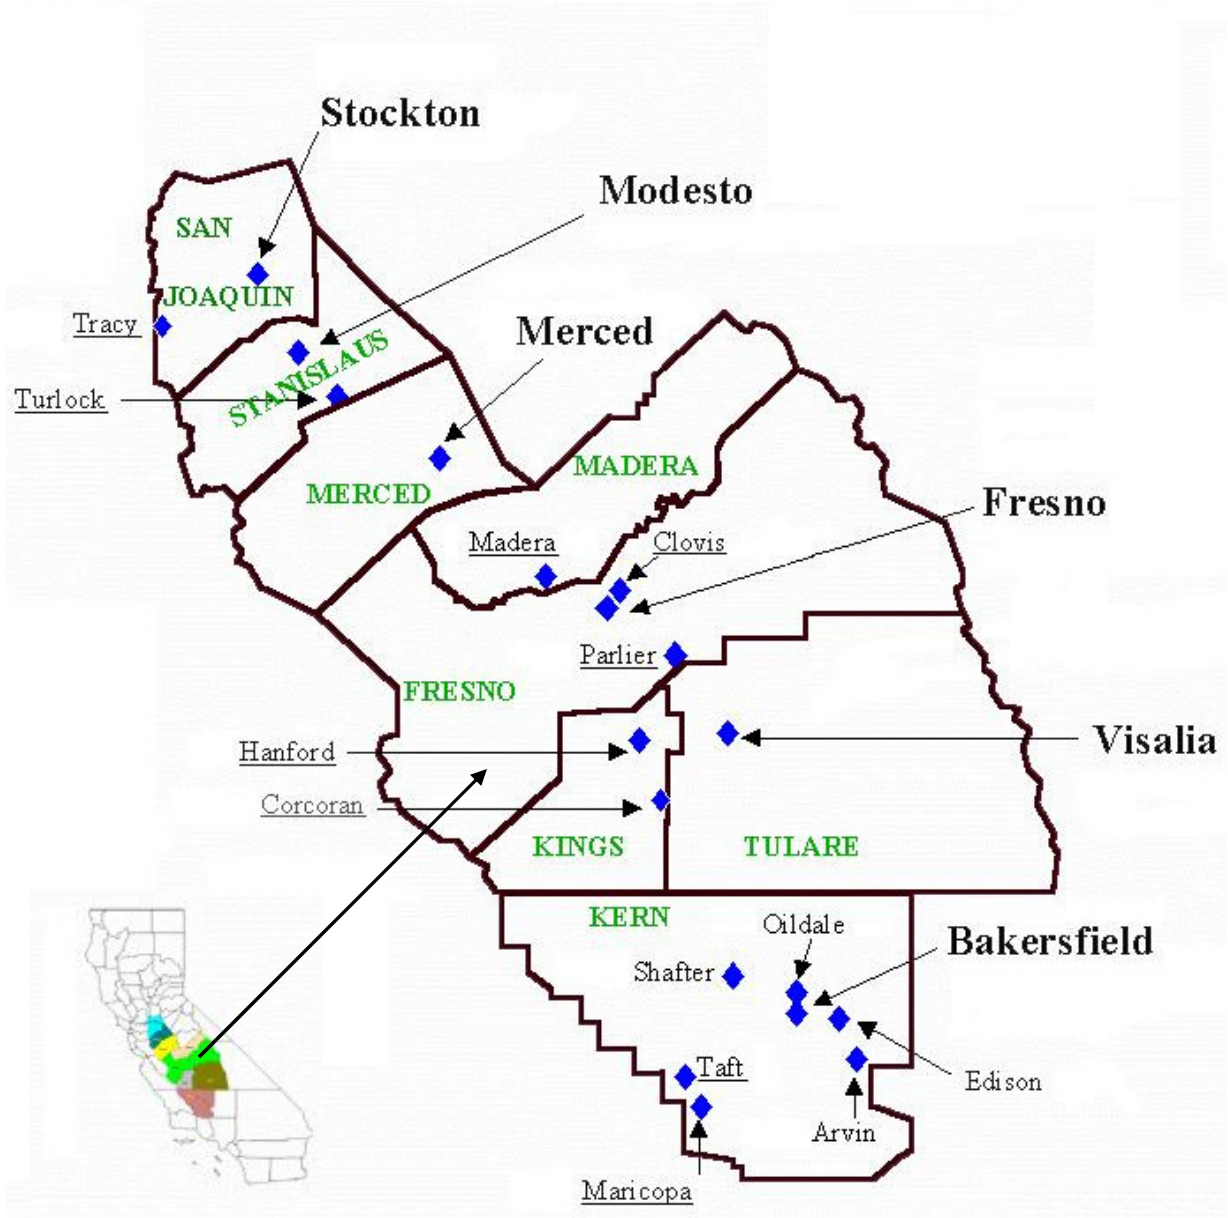 Stockton
Modesto
SAN
JOAQUIN
Tracy
Merced
STANISLAUS
Turlock
MADERA
MERCED
Fresno
Madera
Clovis
Parlier
FRESNO
Visalia
Hanford
Corcoran
KINGS
TULARE
KERN
Oildale
Bakersfield
Shafter
Taft
Edison
Arvin
Maricopa